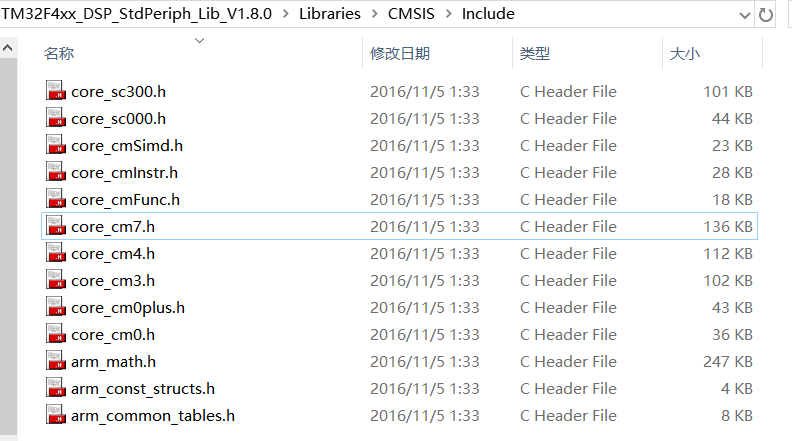 TM32F4xx_DSP_StdPeriph_Lib_V1.8.0 > Libraries > CMSIS > Include
名称 修改日期 类型 大小
core_sc300.h 2016/11/5 1:33 C Header File 101 KB
core_sc000.h 2016/11/5 1:33 C Header File 44 KB
core_cmSimd.h 2016/11/5 1:33 C Header File 23 KB
core_cmInstr.h 2016/11/5 1:33 C Header File 28 KB
core_cmFunc.h 2016/11/5 1:33 C Header File 18 KB
core_cm7.h 2016/11/5 1:33 C Header File 136 KB
core_cm4.h 2016/11/5 1:33 C Header File 112 KB
core_cm3.h 2016/11/5 1:33 C Header File 102 KB
core_cm0plus.h 2016/11/5 1:33 C Header File 43 KB
core_cm0.h 2016/11/5 1:33 C Header File 36 KB
arm_math.h 2016/11/5 1:33 C Header File 247 KB
arm_const_structs.h 2016/11/5 1:33 C Header File 4 KB
arm_common_tables.h 2016/11/5 1:33 C Header File 8 KB